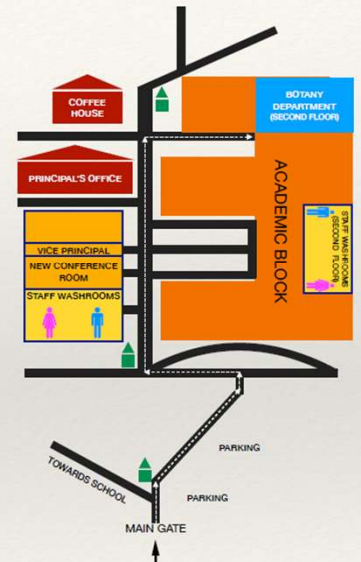 COFFEE
HOUSE
BOTANY
DEPARTMENT
(SECOND FLOOR)
PRINCIPAL'S OFFICE
ACADEMIC BLOCK
STAFF WASHROOMS
(SECOND FLOOR)
VICE PRINCIPAL
NEW CONFERENCE
ROOM
STAFF WASHROOMS
PARKING
TOWARDS SCHOOL
PARKING
MAIN GATE